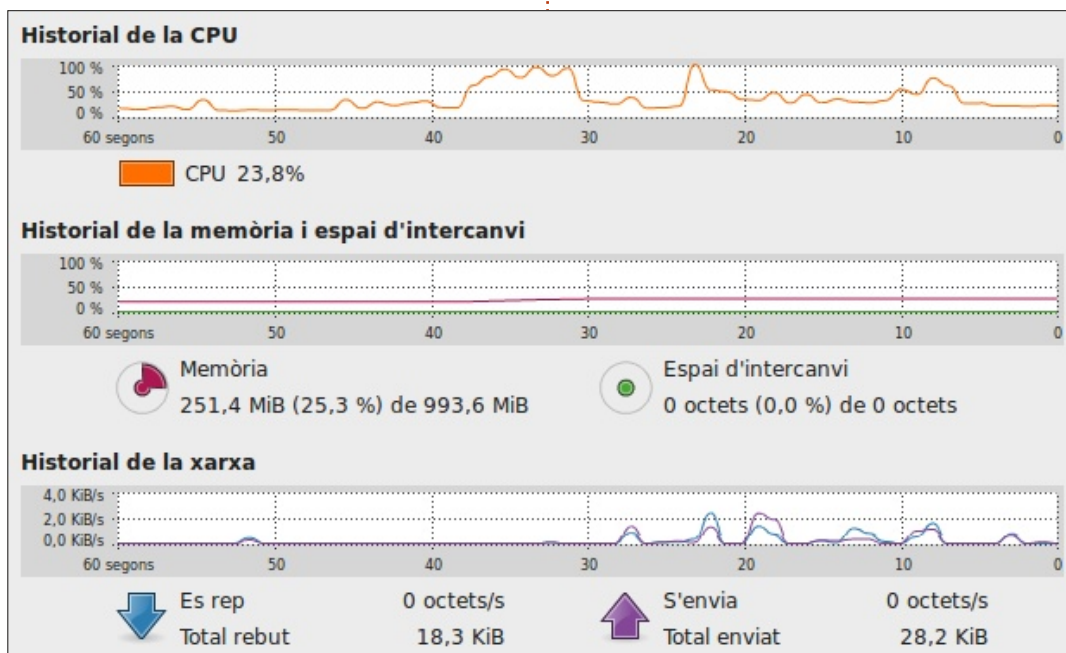 Historial de la CPU
100 %
50 %
0 %
60 segons 50 40 30 20 10 0
CPU 23,8%
Historial de la memòria i espai d'intercanvi
100 %
50 %
0 %
60 segons 50 40 30 20 10 0
Memòria
251,4 MiB (25,3 %) de 993,6 MiB
Espai d'intercanvi
0 octets (0,0 %) de 0 octets
Historial de la xarxa
4,0 KiB/s
2,0 KiB/s
0,0 KiB/s
60 segons 50 40 30 20 10 0
Es rep 0 octets/s
Total rebut 18,3 KiB
S'envia 0 octets/s
Total enviat 28,2 KiB